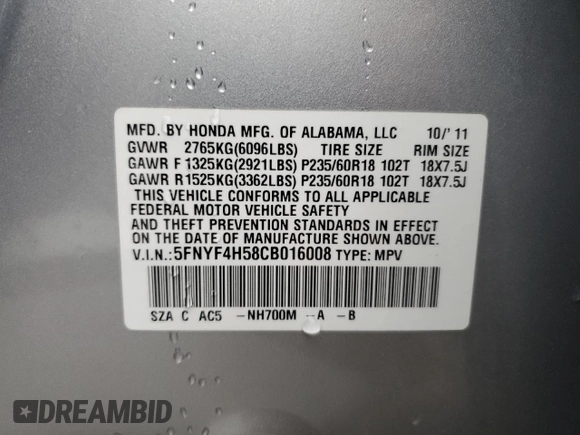 MFD. BY HONDA MFG. OF ALABAMA, LLC 10/' 11
GVWR 2765KG(6096LBS) TIRE SIZE RIM SIZE
GAWR F 1325KG(2921LBS) P235/60R18 102T 18X7.5J
GAWR R 1525KG(3362LBS) P235/60R18 102T 18X7.5J
THIS VEHICLE CONFORMS TO ALL APPLICABLE
FEDERAL MOTOR VEHICLE SAFETY
AND THEFT PREVENTION STANDARDS IN EFFECT
ON THE DATE OF MANUFACTURE SHOWN ABOVE.
V.I.N.: 5FNYF4H58CB016008 TYPE: MPV
SZA C AC5 -NH700M -A -B
DREAMBID